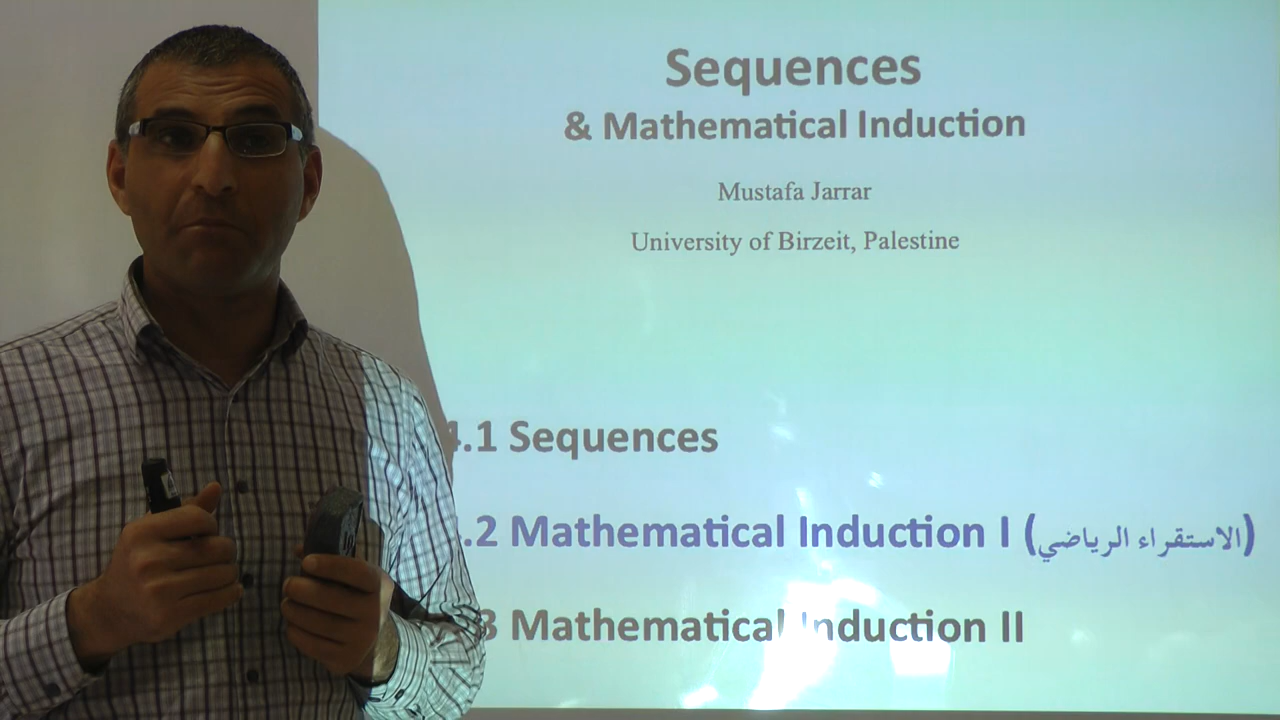 Sequences
& Mathematical Induction
Mustafa Jarrar
University of Birzeit, Palestine
4.1 Sequences
.2 Mathematical Induction I (الاستقراء الرياضي)
3 Mathematical Induction II